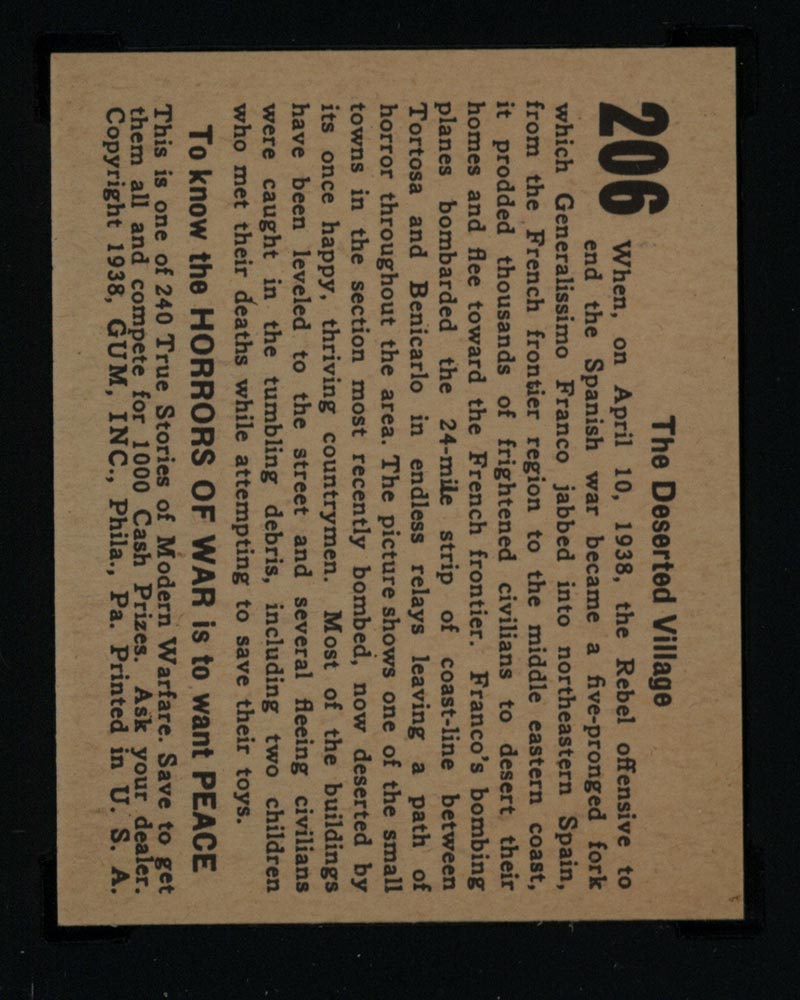 The Deserted Village
206 When, on April 10, 1938, the Rebel offensive to
end the Spanish war became a five-pronged fork
which Generalissimo Franco jabbed into northeastern Spain,
from the French frontier region to the middle eastern coast,
it prodded thousands of frightened civilians to desert their
homes and flee toward the French frontier. Franco's bombing
planes bombarded the 24-mile strip of coast-line between
Tortosa and Benicarlo in endless relays leaving a path of
horror throughout the area. The picture shows one of the small
towns in the section most recently bombed, now deserted by
its once happy, thriving countrymen. Most of the buildings
have been leveled to the street and several fleeing civilians
were caught in the tumbling debris, including two children
who met their deaths while attempting to save their toys.
To know the HORRORS OF WAR is to want PEACE
This is one of 240 True Stories of Modern Warfare. Save to get
them all and compete for 1000 Cash Prizes. Ask your dealer.
Copyright 1938, GUM, INC., Phila., Pa. Printed in U. S. A.